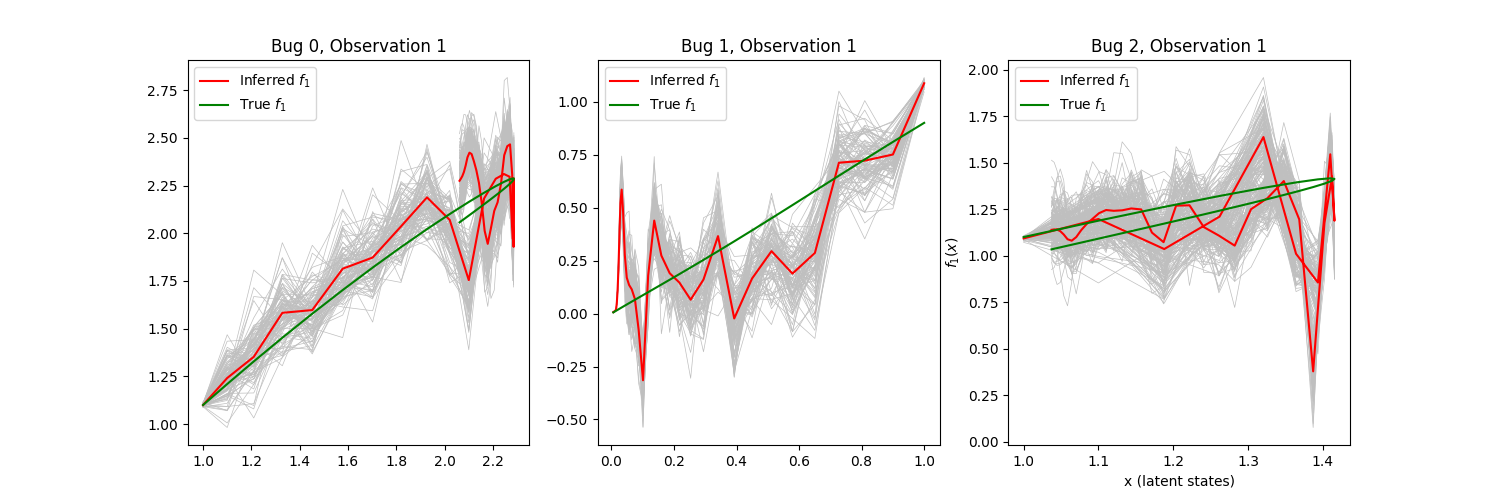 Bug 0, Observation 1
Inferred f₁
True f₁
2.75
2.50
2.25
2.00
1.75
1.50
1.25
1.00
1.0 1.2 1.4 1.6 1.8 2.0 2.2
Bug 1, Observation 1
Inferred f₁
True f₁
1.00
0.75
0.50
0.25
0.00
−0.25
−0.50
0.0 0.2 0.4 0.6 0.8 1.0
Bug 2, Observation 1
Inferred f₁
True f₁
f₁(x)
2.00
1.75
1.50
1.25
1.00
0.75
0.50
0.25
0.00
1.0 1.1 1.2 1.3 1.4
x (latent states)